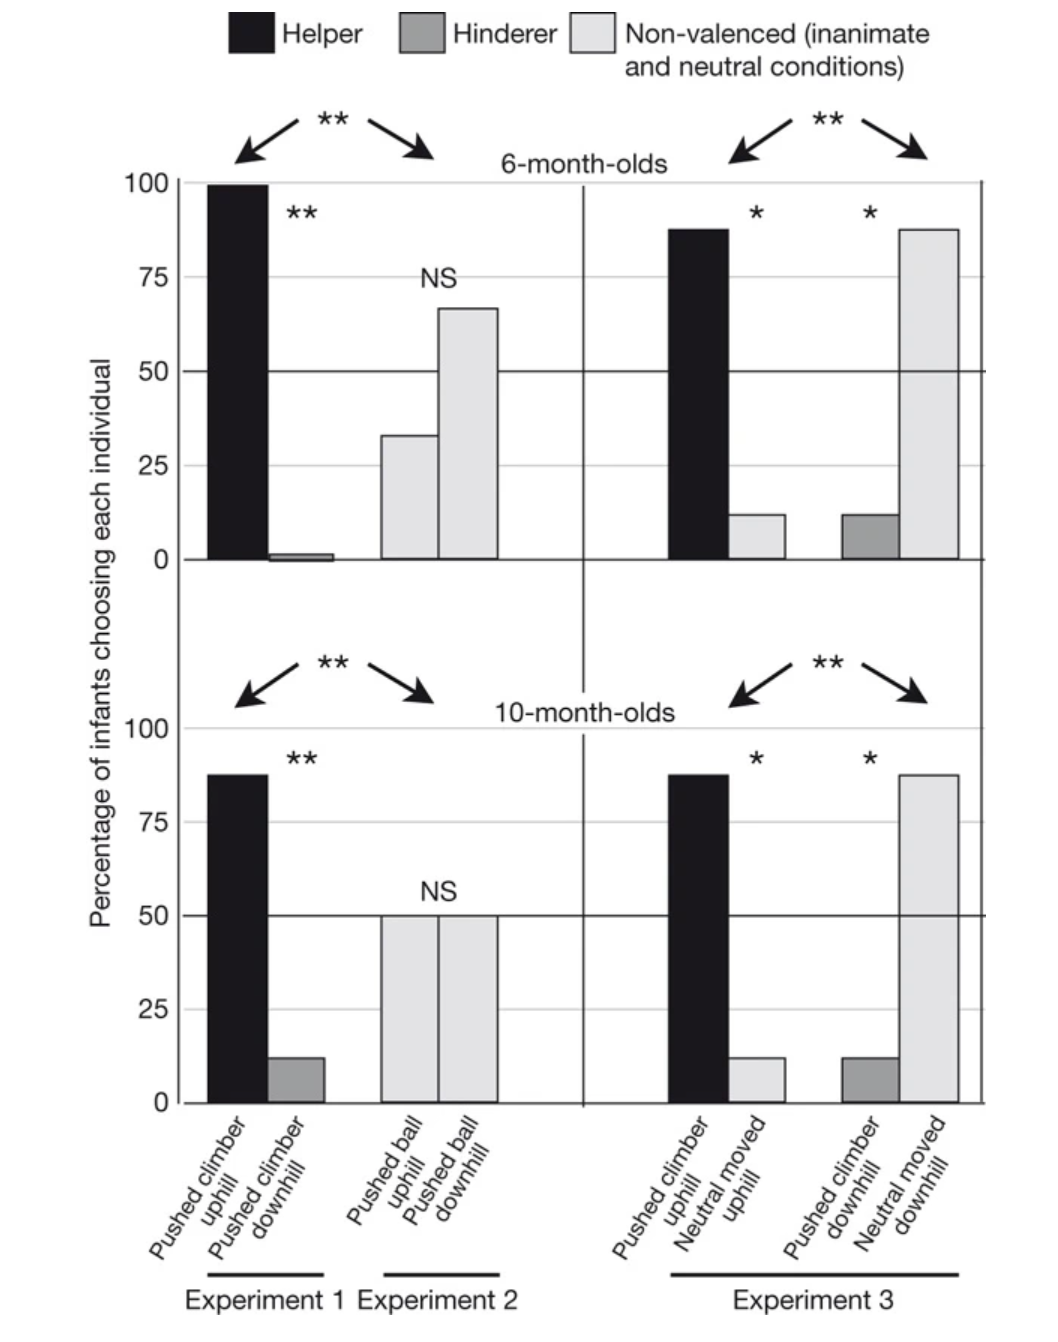 Helper
Hinderer
Non-valenced (inanimate
and neutral conditions)
**
**
6-month-olds
100
75
50
25
0
**
NS
*
*
**
**
10-month-olds
100
75
50
25
0
**
NS
*
*
Percentage of infants choosing each individual
Pushed climber
uphill
Pushed climber
downhill
Pushed ball
uphill
Pushed ball
downhill
Pushed climber
uphill
Neutral moved
uphill
Pushed climber
downhill
Neutral moved
downhill
Experiment 1
Experiment 2
Experiment 3